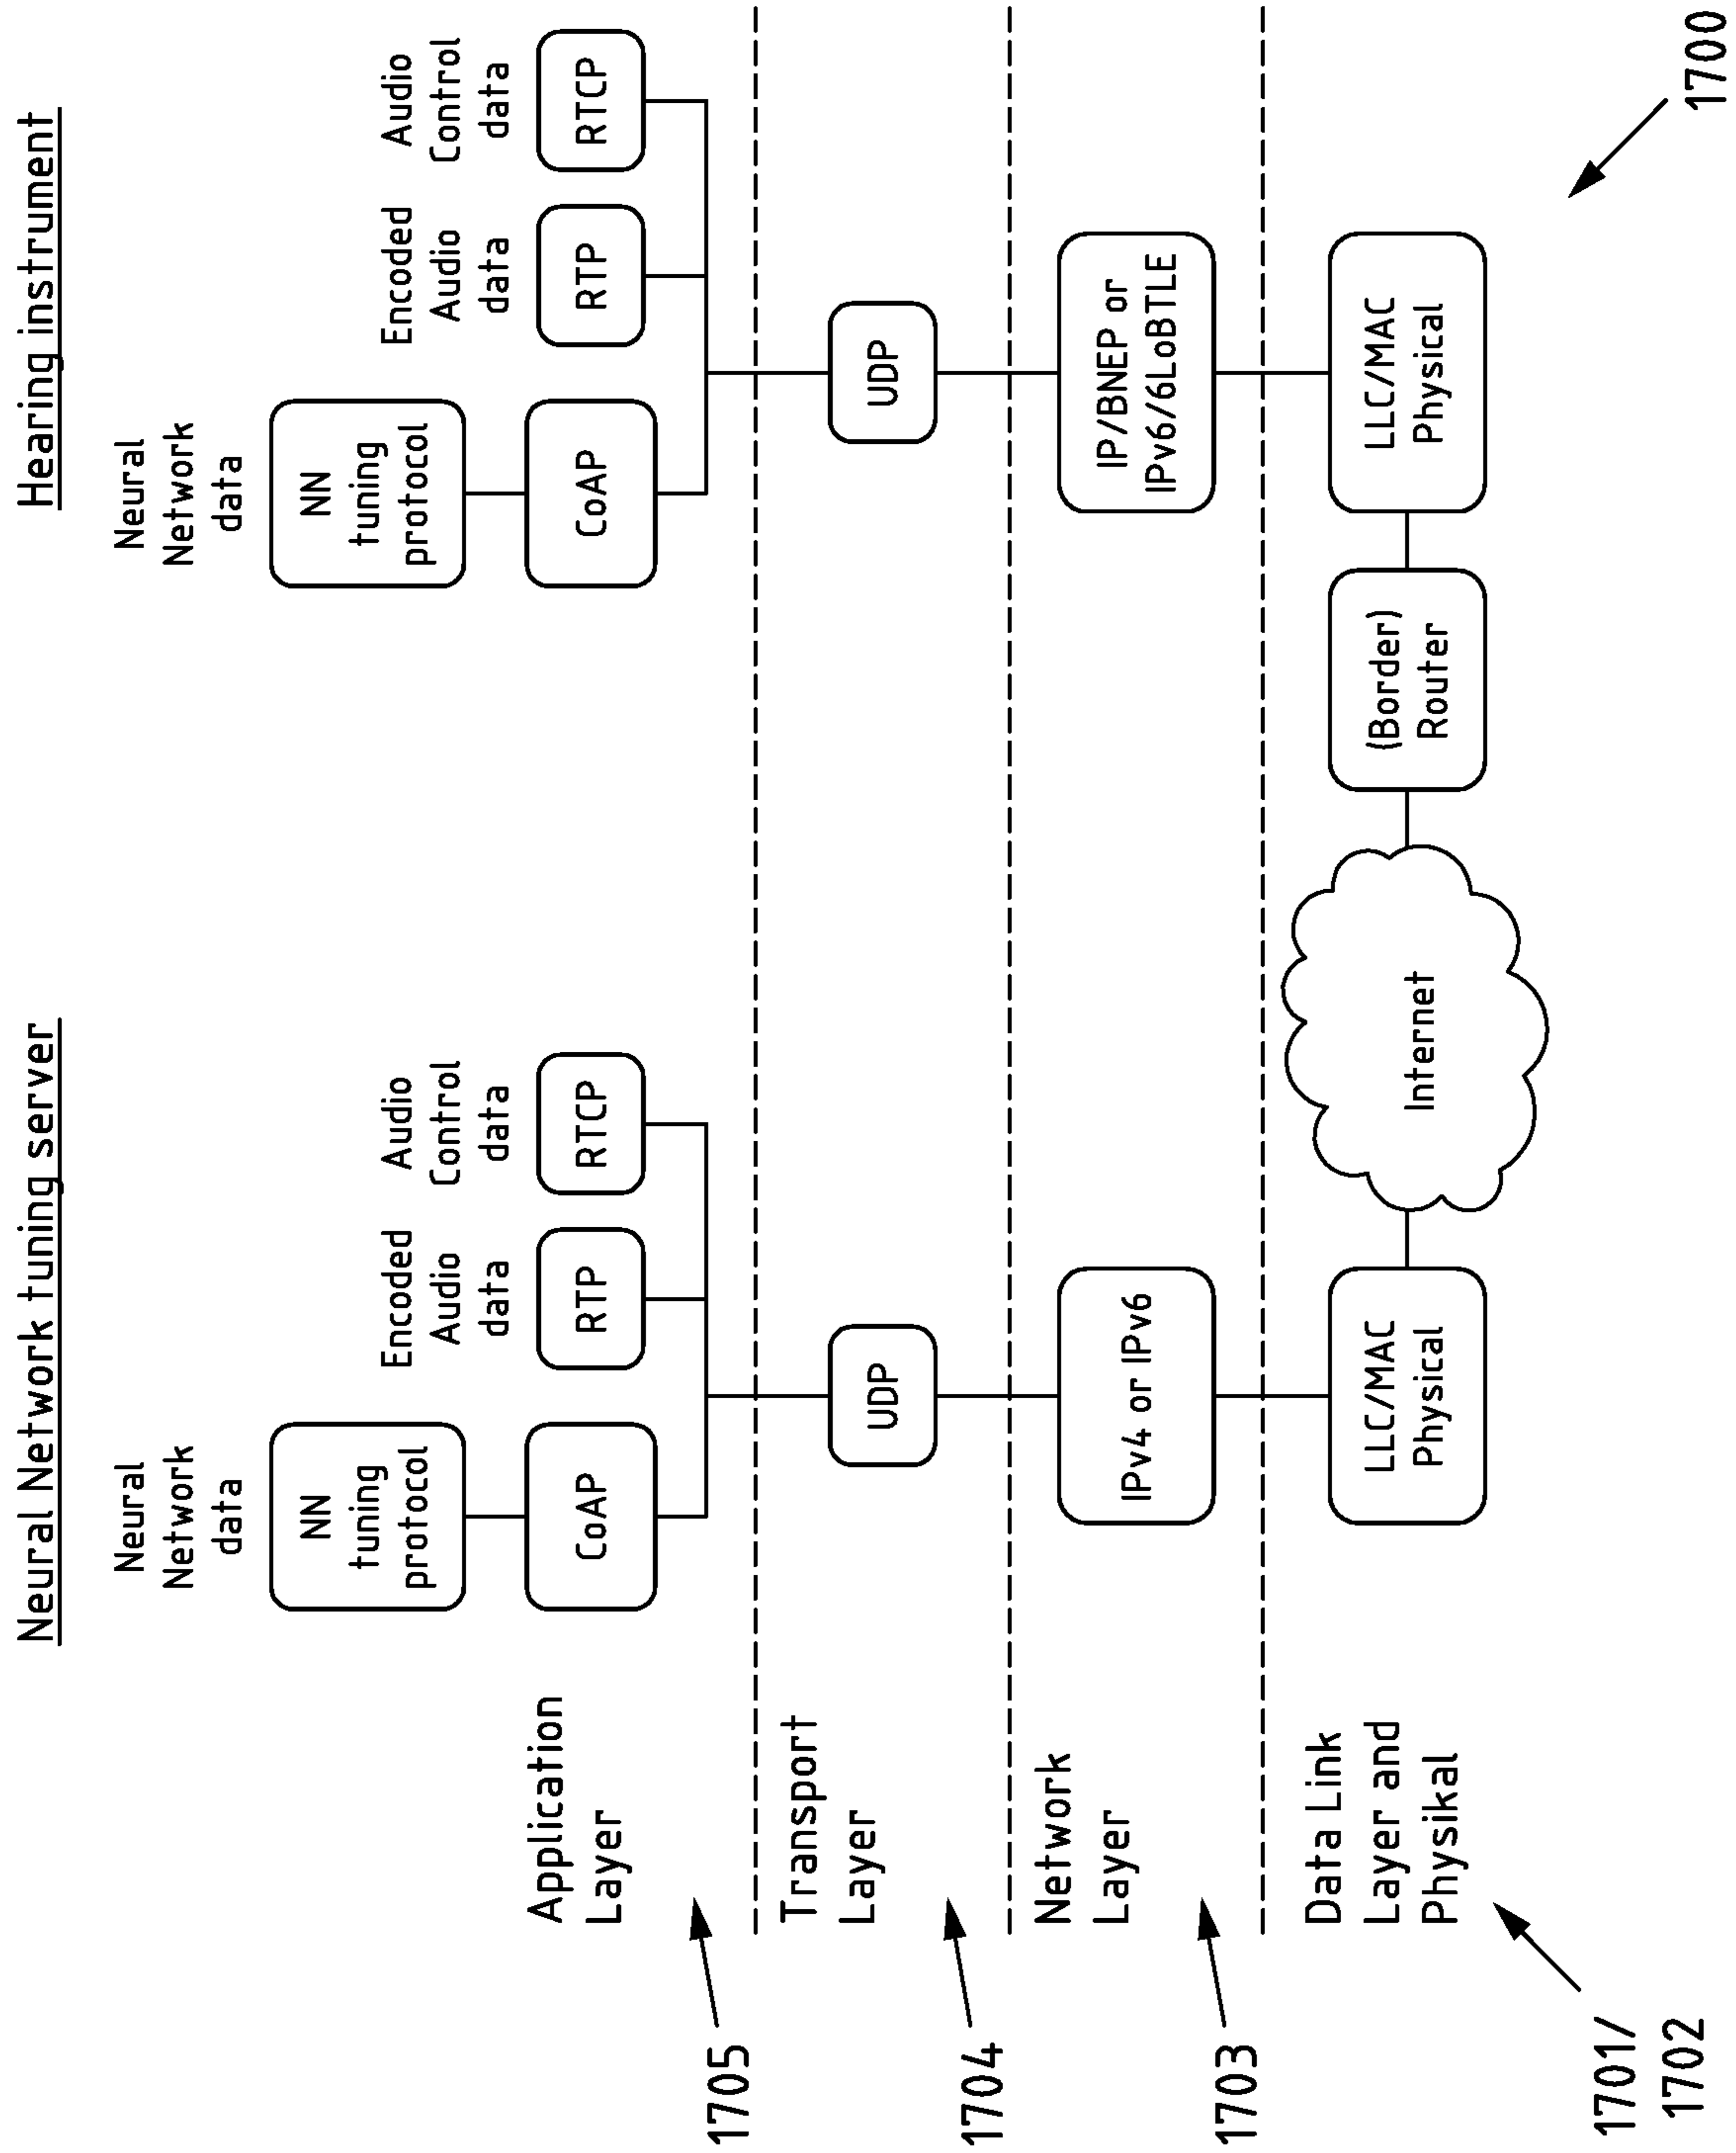 Neural Network tuning server
Hearing instrument
Neural
Network
data
Encoded
Audio
data
Audio
Control
data
Neural
Network
data
Encoded
Audio
data
Audio
Control
data
NN
tuning
protocol
NN
tuning
protocol
Application
Layer
CoAP
RTP
RTCP
CoAP
RTP
RTCP
1705
Transport
Layer
UDP
UDP
1704
Network
Layer
IPv4 or IPv6
IP/BNEP or
IPv6/6LoBTLE
1703
Data Link
Layer and
Physikal
LLC/MAC
Physical
Internet
(Border)
Router
LLC/MAC
Physical
1701/
1702
1700